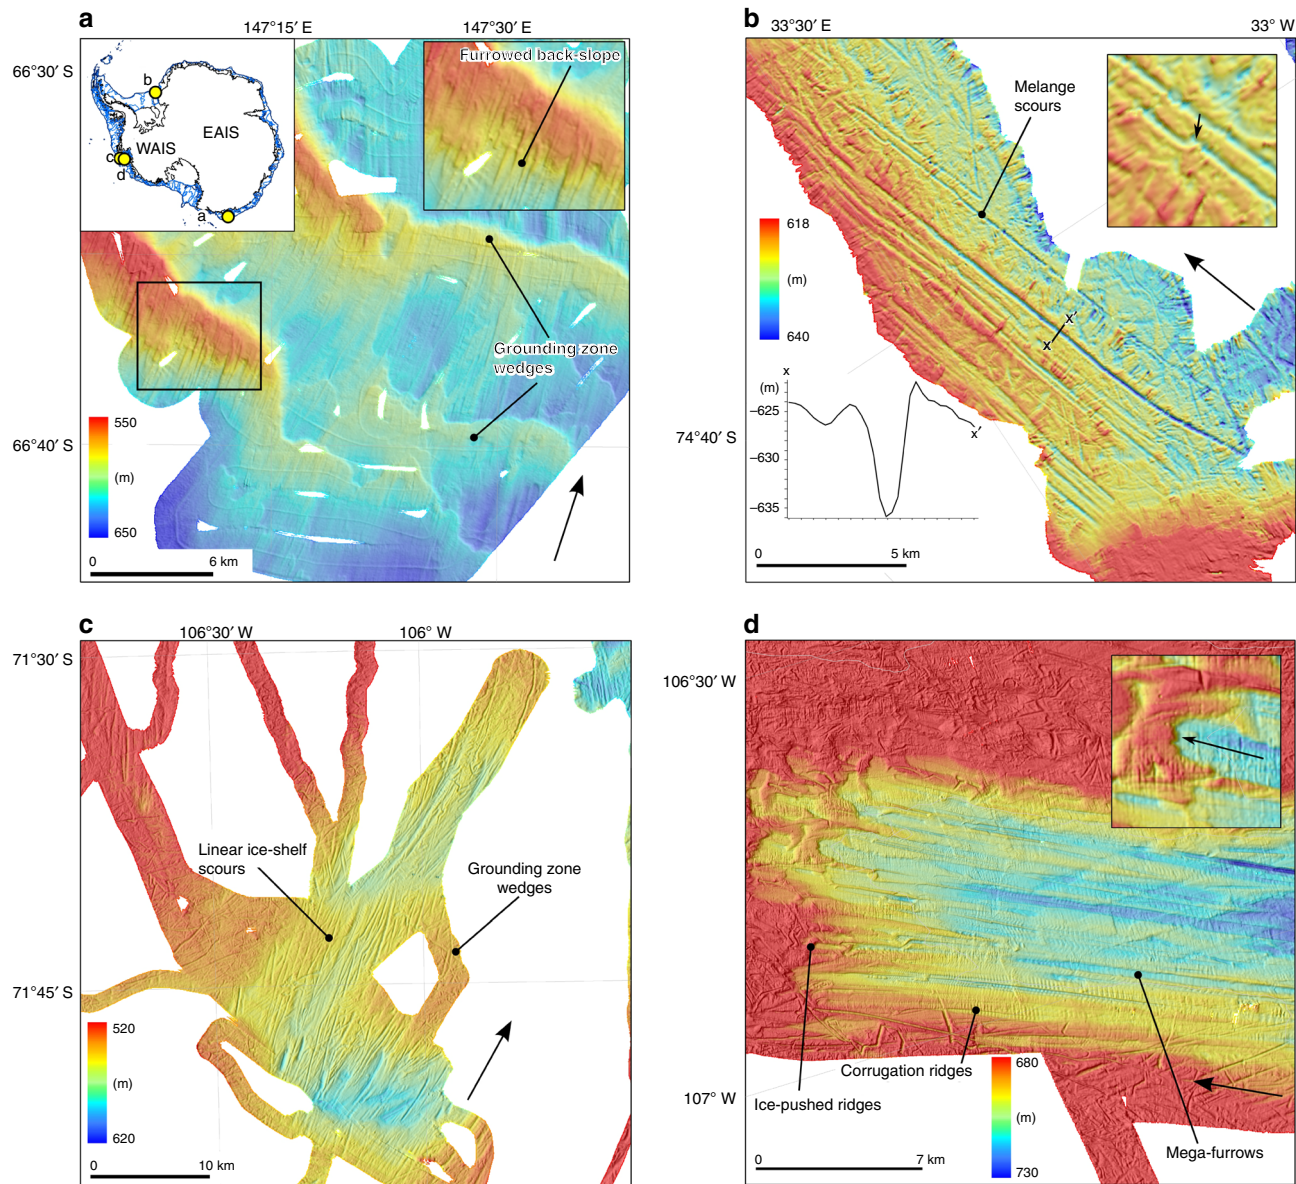 a
147°15′ E
147°30′ E
66°30′ S
66°40′ S
b
EAIS
WAIS
c
d
a
Furrowed back-slope
Grounding zone
wedges
550
(m)
650
0
6 km
b
33°30′ E
33° W
74°40′ S
Melange
scours
618
(m)
640
x′
x
x
(m)
−625
−630
−635
x′
0
5 km
c
106°30′ W
106° W
71°30′ S
71°45′ S
Linear ice-shelf
scours
Grounding zone
wedges
520
(m)
620
0
10 km
d
106°30′ W
107° W
Corrugation ridges
Ice-pushed ridges
Mega-furrows
680
(m)
730
0
7 km